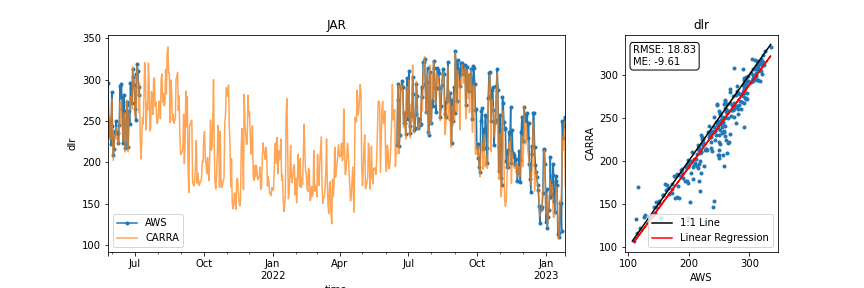 JAR
dlr
350
300
250
200
150
100
dlr
AWS
CARRA
Jul
Oct
Jan
2022
Apr
Jul
Oct
Jan
2023
time
RMSE: 18.83
ME: -9.61
300
250
200
150
100
CARRA
1:1 Line
Linear Regression
100
200
300
AWS